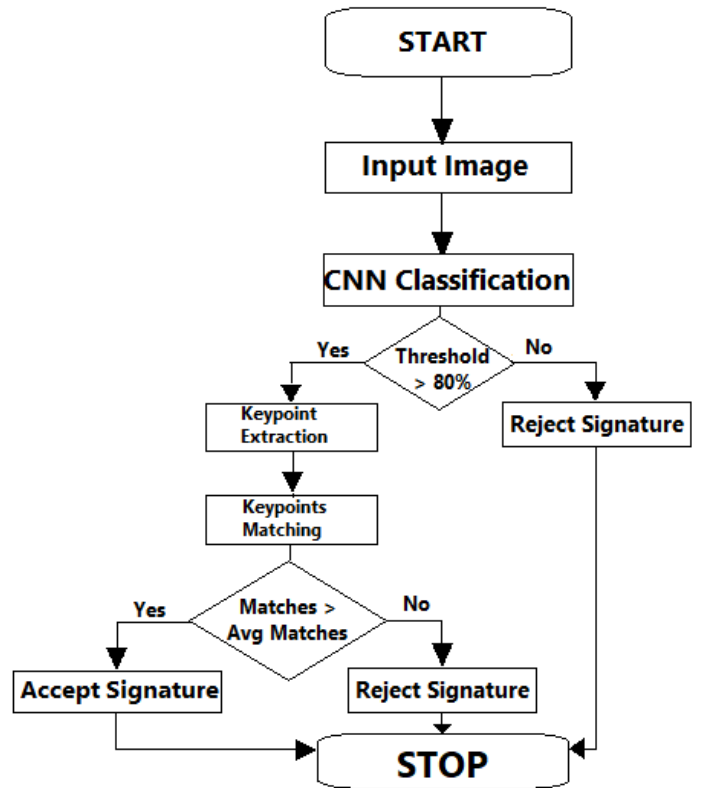 START
Input Image
CNN Classification
Threshold
> 80%
Yes
No
Keypoint
Extraction
Reject Signature
Keypoints
Matching
Matches >
Avg Matches
Yes
No
Accept Signature
Reject Signature
STOP